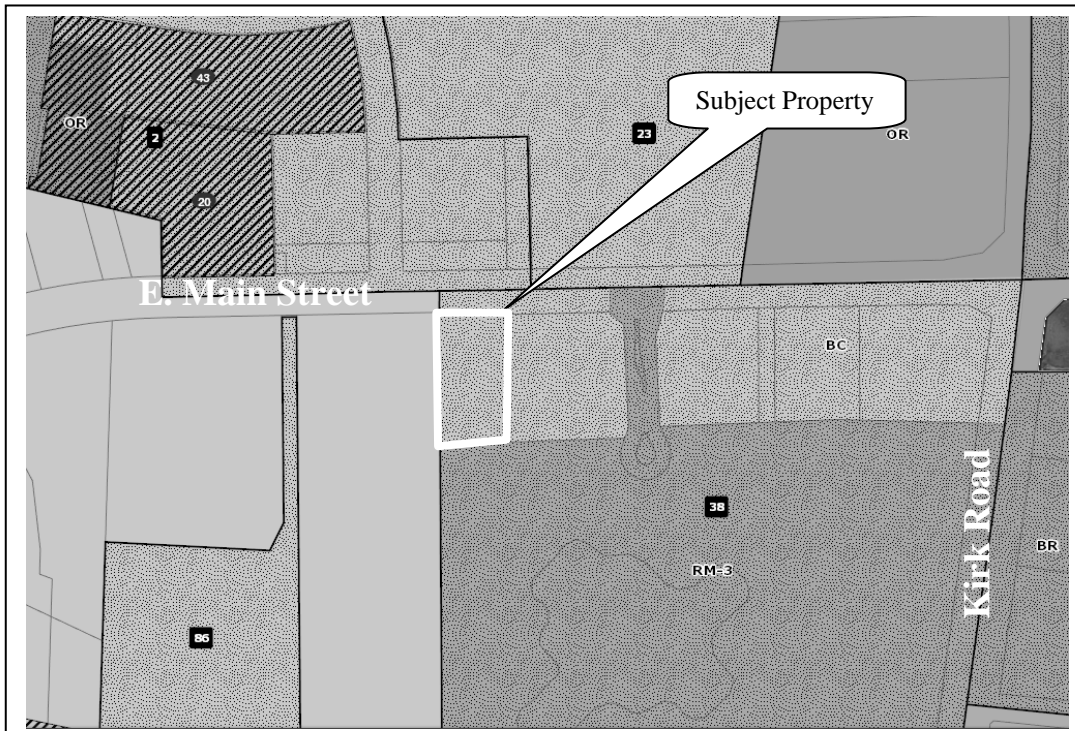 43
OR
2
20
23
Subject Property
OR
E. Main Street
BC
38
RM-3
Kirk Road
BR
86